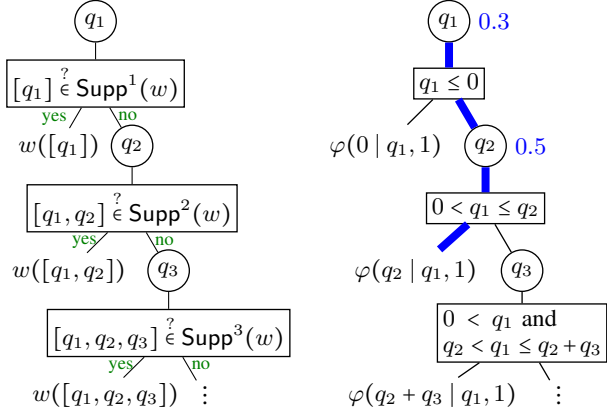 q₁
[q₁] ∈? Supp¹(w)
yes no
w([q₁]) q₂
[q₁, q₂] ∈? Supp²(w)
yes no
w([q₁, q₂]) q₃
[q₁, q₂, q₃] ∈? Supp³(w)
yes no
w([q₁, q₂, q₃]) ⋮
q₁ 0.3
q₁ ≤ 0
φ(0 | q₁, 1) q₂ 0.5
0 < q₁ ≤ q₂
φ(q₂ | q₁, 1) q₃
0 < q₁ and
q₂ < q₁ ≤ q₂ + q₃
φ(q₂ + q₃ | q₁, 1) ⋮